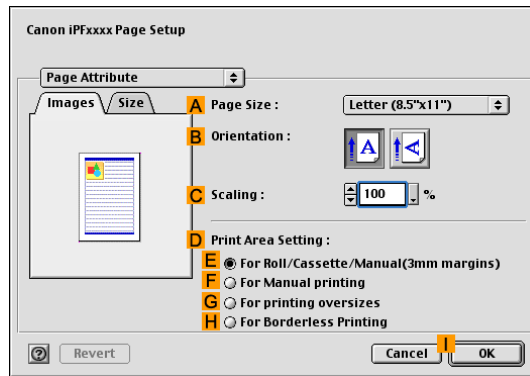 Canon iPFxxxx Page Setup
Page Attribute
Images
Size
A Page Size : Letter (8.5"x11")
B Orientation :
A A
C Scaling : 100 %
D Print Area Setting :
E For Roll/Cassette/Manual(3mm margins)
F For Manual printing
G For printing oversizes
H For Borderless Printing
? Revert Cancel I OK